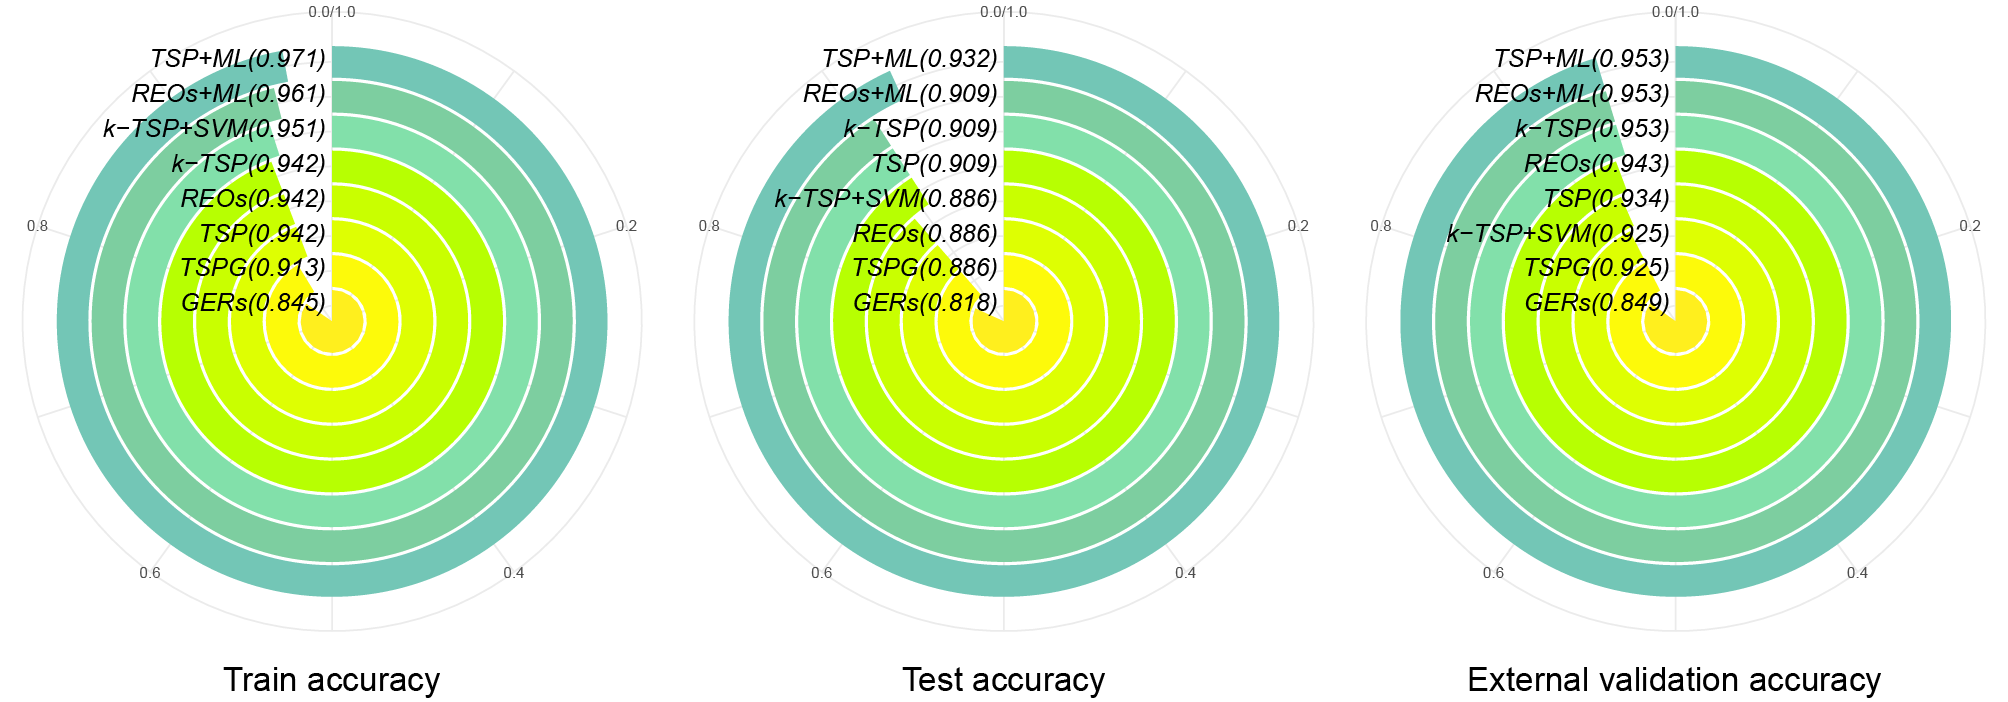 0.0/1.0
TSP+ML(0.971)
REOs+ML(0.961)
k−TSP+SVM(0.951)
k−TSP(0.942)
REOs(0.942)
TSP(0.942)
TSPG(0.913)
GERs(0.845)
0.8
0.2
0.6
0.4
Train accuracy
0.0/1.0
TSP+ML(0.932)
REOs+ML(0.909)
k−TSP(0.909)
TSP(0.909)
k−TSP+SVM(0.886)
REOs(0.886)
TSPG(0.886)
GERs(0.818)
0.8
0.2
0.6
0.4
Test accuracy
0.0/1.0
TSP+ML(0.953)
REOs+ML(0.953)
k−TSP(0.953)
REOs(0.943)
TSP(0.934)
k−TSP+SVM(0.925)
TSPG(0.925)
GERs(0.849)
0.8
0.2
0.6
0.4
External validation accuracy